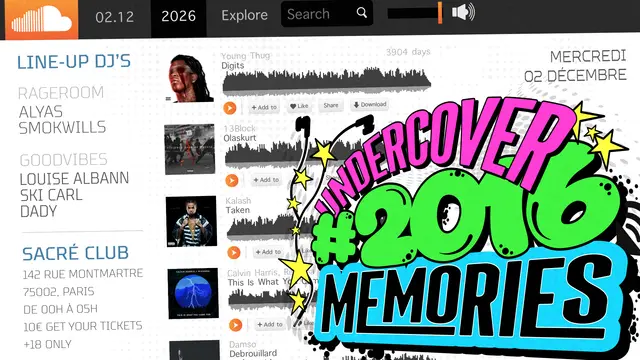 02.12
2026
Explore
Search
LINE-UP DJ'S
RAGEROOM
ALYAS
SMOKWILLS
GOODVIBES
LOUISE ALBANN
SKI CARL
DADY
SACRÉ CLUB
142 RUE MONTMARTRE
75002, PARIS
DE 00H À 05H
10€ GET YOUR TICKETS
+18 ONLY
Young Thug
Digits
3904 days
+ Add to
Like
Share
Download
13Block
Olaskurt
+ Add to
Kalash
Taken
+ Add to
Calvin Harris, R
This Is What You
+ Add to
Damso
Debrouillard
MERCREDI
02 DÉCEMBRE
UNDERCOVER
#2016
MEMORIES